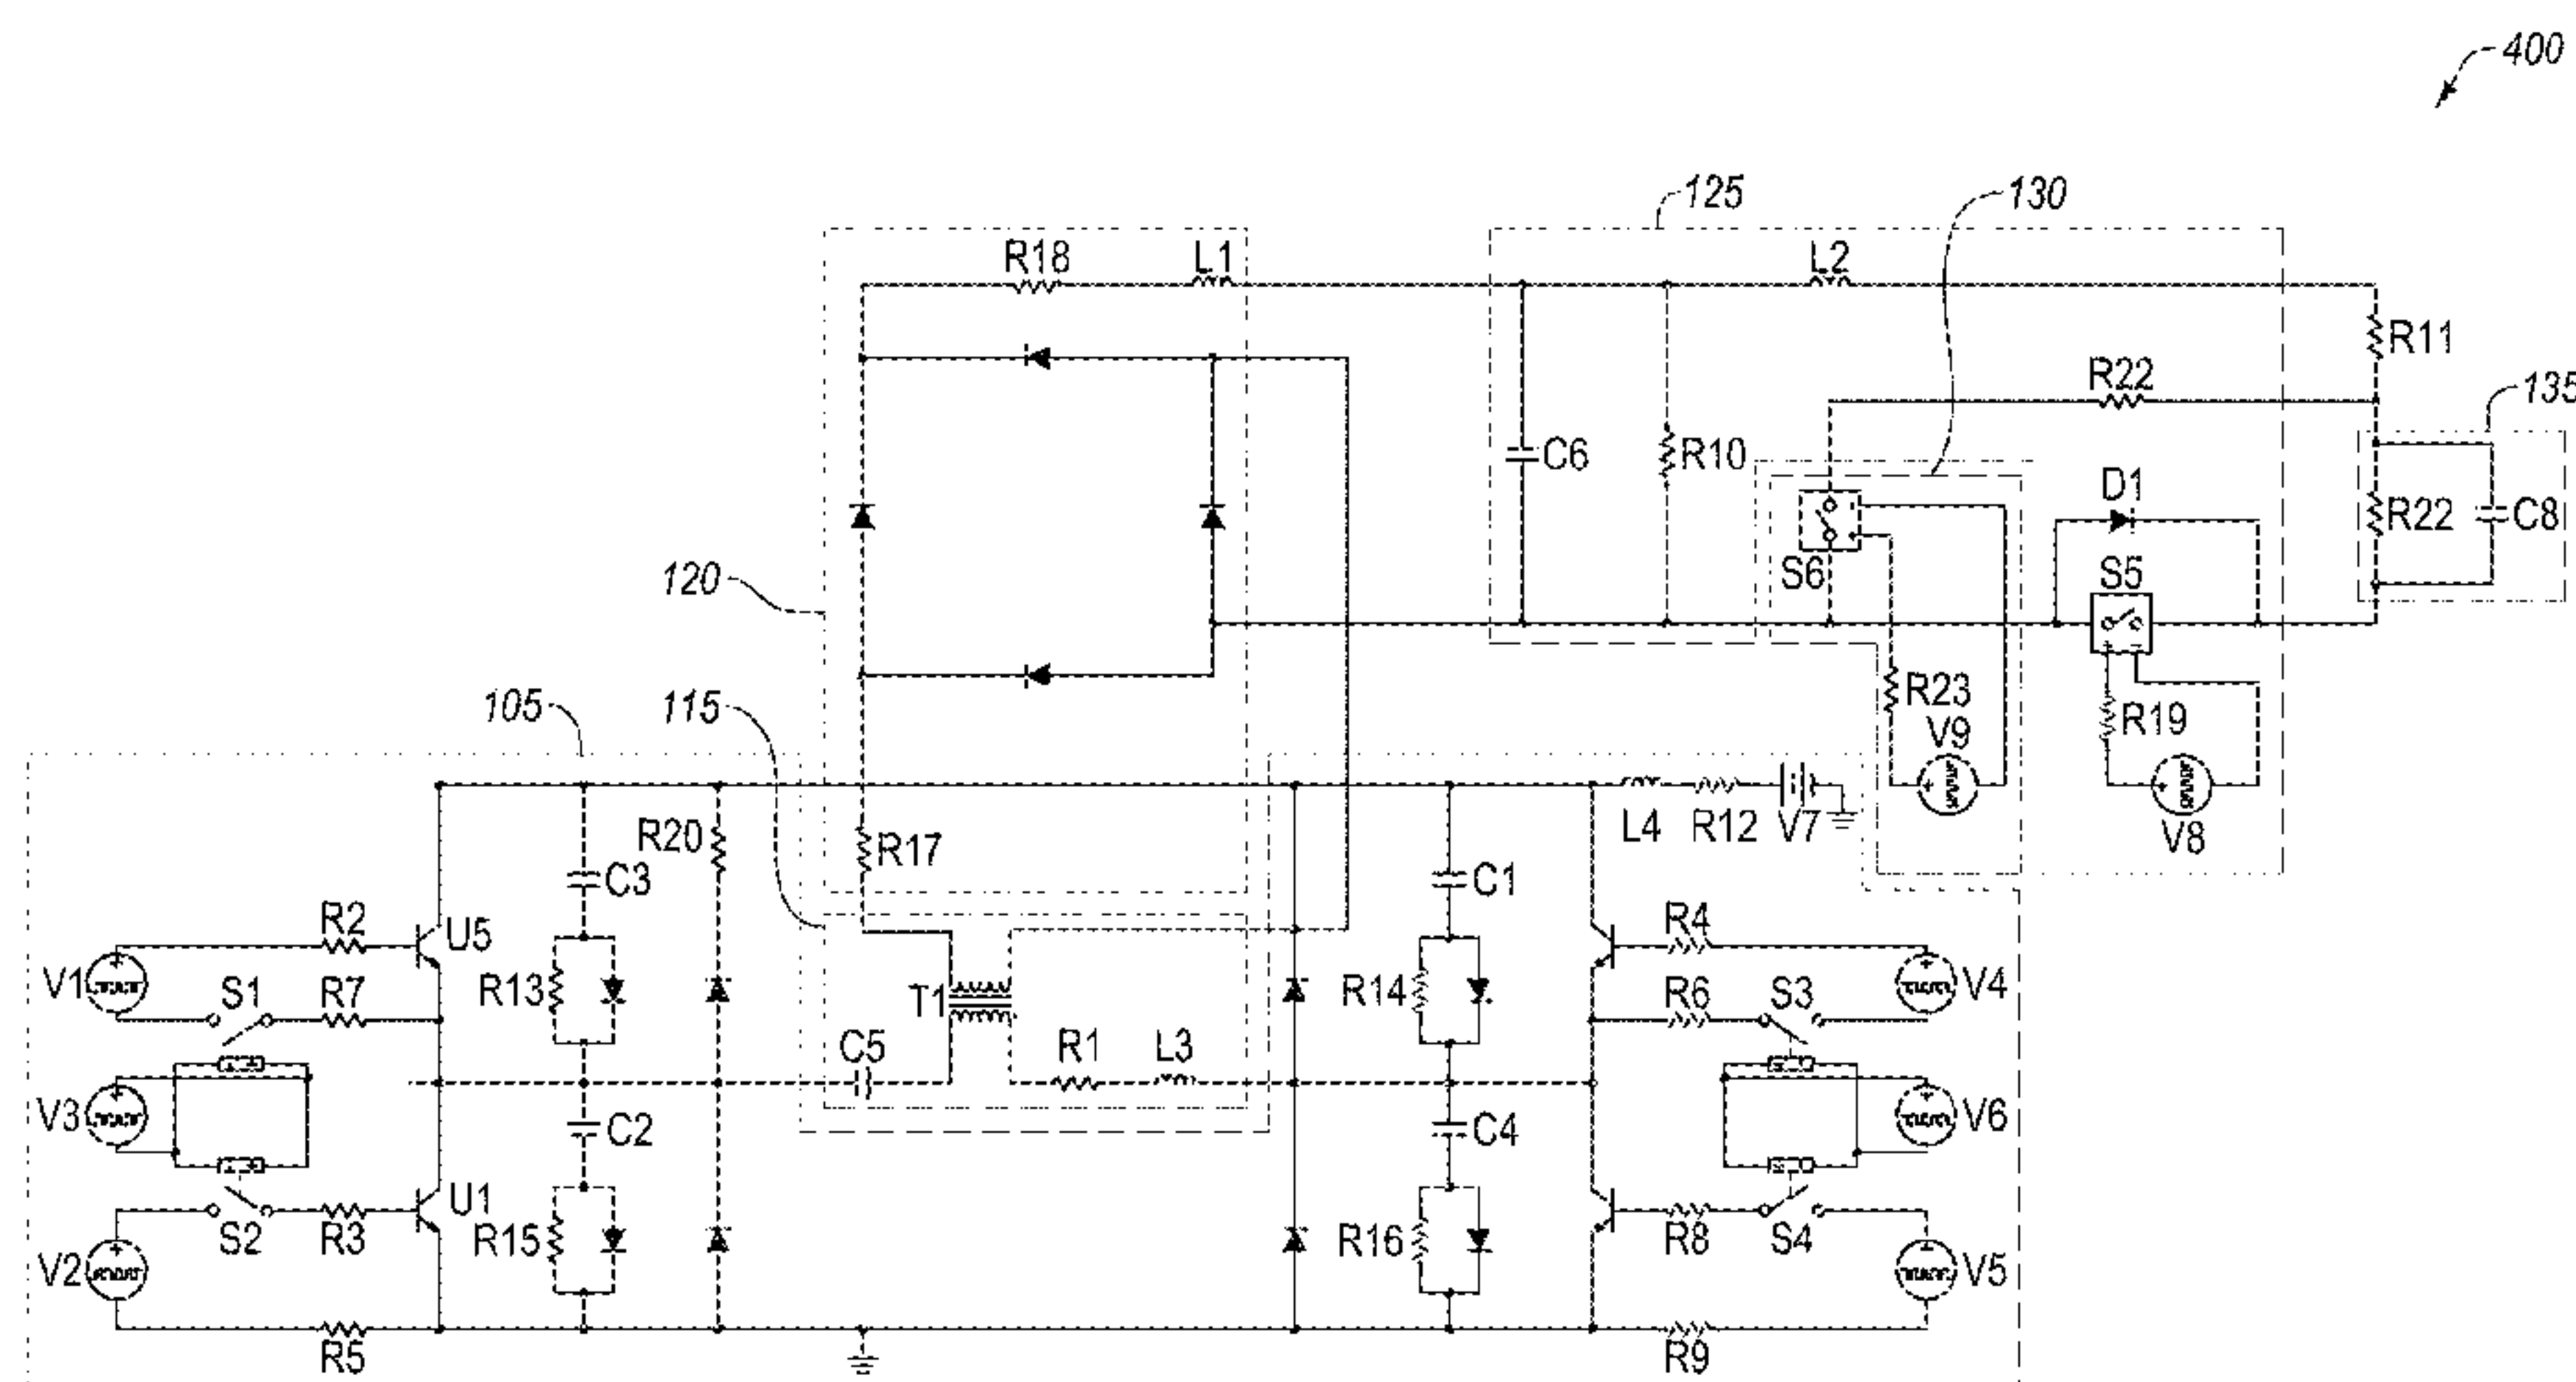 400
125
130
R18
L1
L2
R11
R22
135
C6
R10
D1
R22
C8
S6
S5
120
R23
R19
105
115
V9
V8
R20
R17
L4
R12
V7
C3
C1
R2
U5
R4
V1
S1
R7
R13
T1
R14
R6
S3
V4
C5
R1
L3
V3
C2
C4
V6
U1
S2
R3
R15
R16
R8
S4
V2
V5
R5
R9